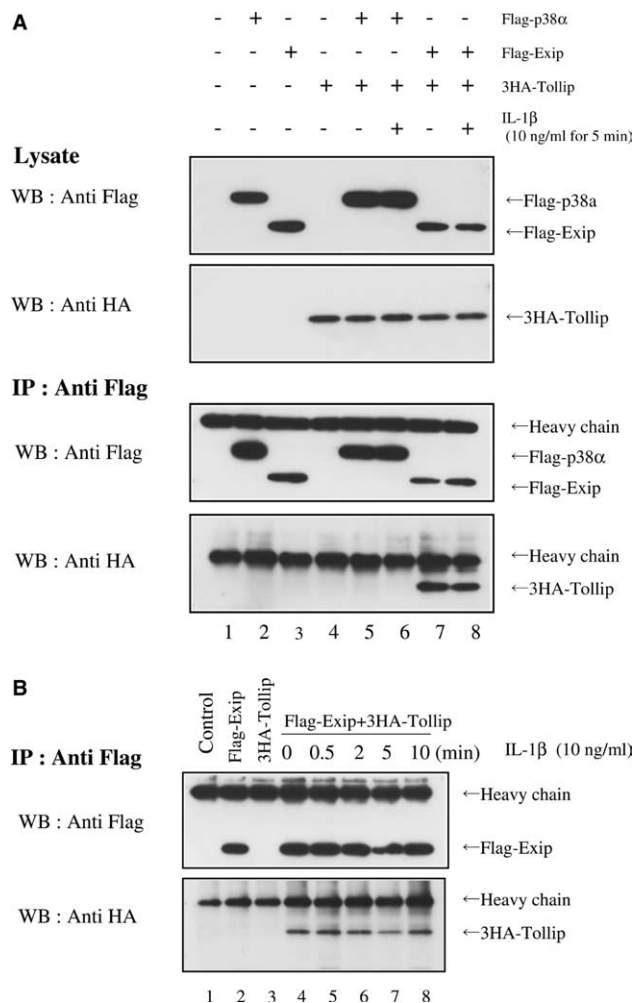 A
- + - - + + - - Flag-p38α
- - + - - - + + Flag-Exip
- - - + + + + + 3HA-Tollip
- - - - - + - + IL-1β
(10 ng/ml for 5 min)
Lysate
WB : Anti Flag
←Flag-p38a
←Flag-Exip
WB : Anti HA
←3HA-Tollip
IP : Anti Flag
WB : Anti Flag
←Heavy chain
←Flag-p38α
←Flag-Exip
WB : Anti HA
←Heavy chain
←3HA-Tollip
1 2 3 4 5 6 7 8
B
Control
Flag-Exip
3HA-Tollip
Flag-Exip+3HA-Tollip
0 0.5 2 5 10 (min) IL-1β (10 ng/ml)
IP : Anti Flag
WB : Anti Flag
←Heavy chain
←Flag-Exip
WB : Anti HA
←Heavy chain
←3HA-Tollip
1 2 3 4 5 6 7 8